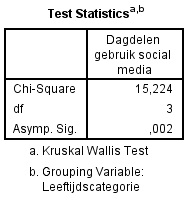 Test Statisticsa,b
Dagdelen
gebruik social
media
Chi-Square 15,224
df 3
Asymp. Sig. ,002
a. Kruskal Wallis Test
b. Grouping Variable:
Leeftijdscategorie